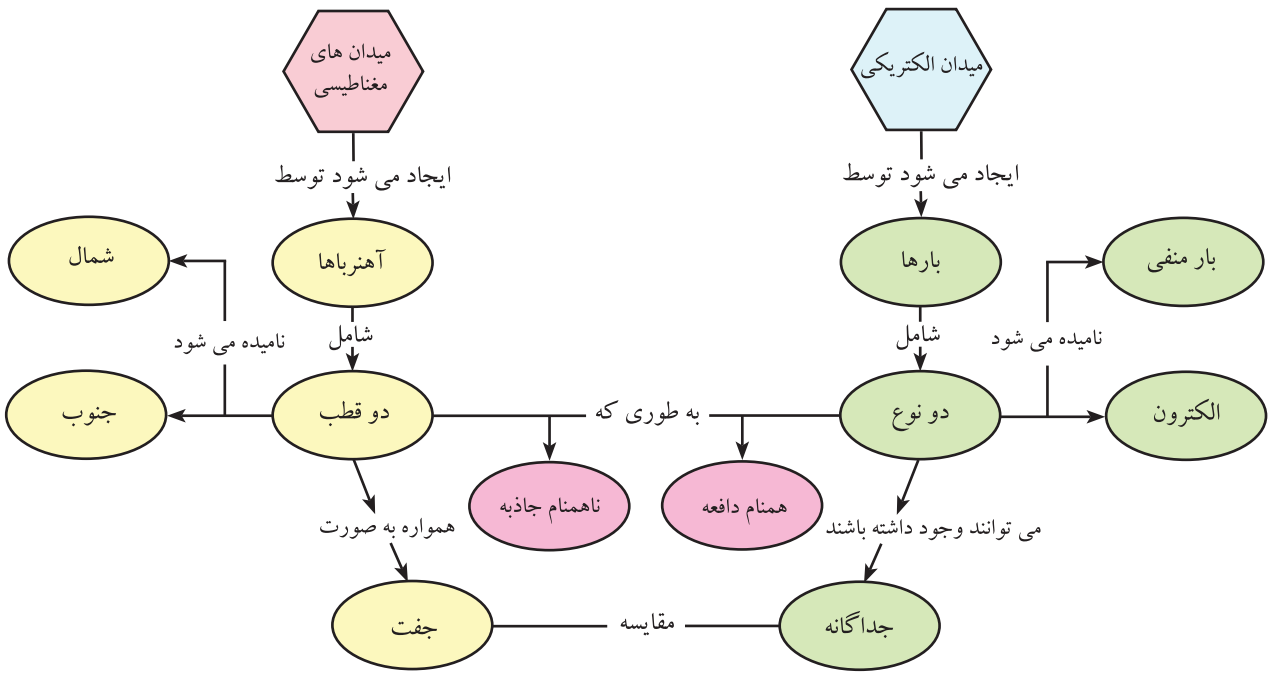 میدان الکتریکی
میدان های
مغناطیسی
ایجاد می شود توسط
ایجاد می شود توسط
بار منفی
بارها
آهنرباها
شمال
نامیده می شود
شامل
شامل
نامیده می شود
الکترون
دو نوع
به طوری که
دو قطب
جنوب
همنام دافعه
ناهمنام جاذبه
می توانند وجود داشته باشند
همواره به صورت
جداگانه
مقایسه
جفت